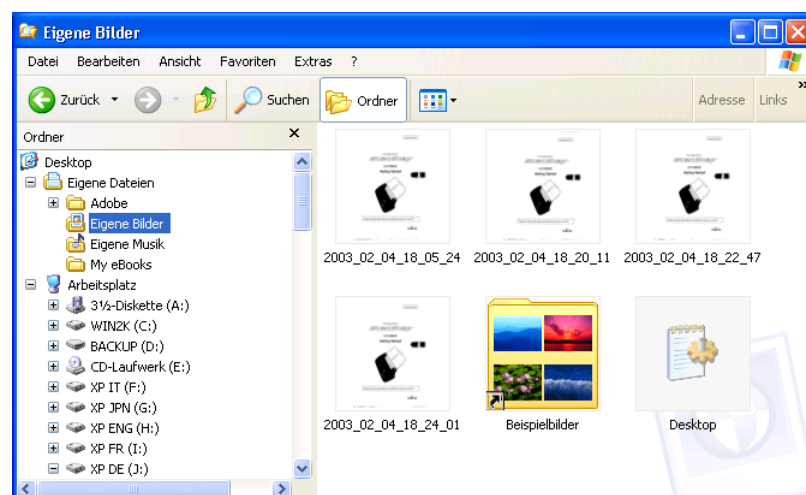 Eigene Bilder
Datei Bearbeiten Ansicht Favoriten Extras ?
Zurück Suchen Ordner Adresse Links »
Ordner x
Desktop
Eigene Dateien
Adobe
Eigene Bilder
Eigene Musik
My eBooks
Arbeitsplatz
3½-Diskette (A:)
WIN2K (C:)
BACKUP (D:)
CD-Laufwerk (E:)
XP IT (F:)
XP JPN (G:)
XP ENG (H:)
XP FR (I:)
XP DE (J:)
2003_02_04_18_05_24 2003_02_04_18_20_11 2003_02_04_18_22_47
2003_02_04_18_24_01 Beispielbilder Desktop